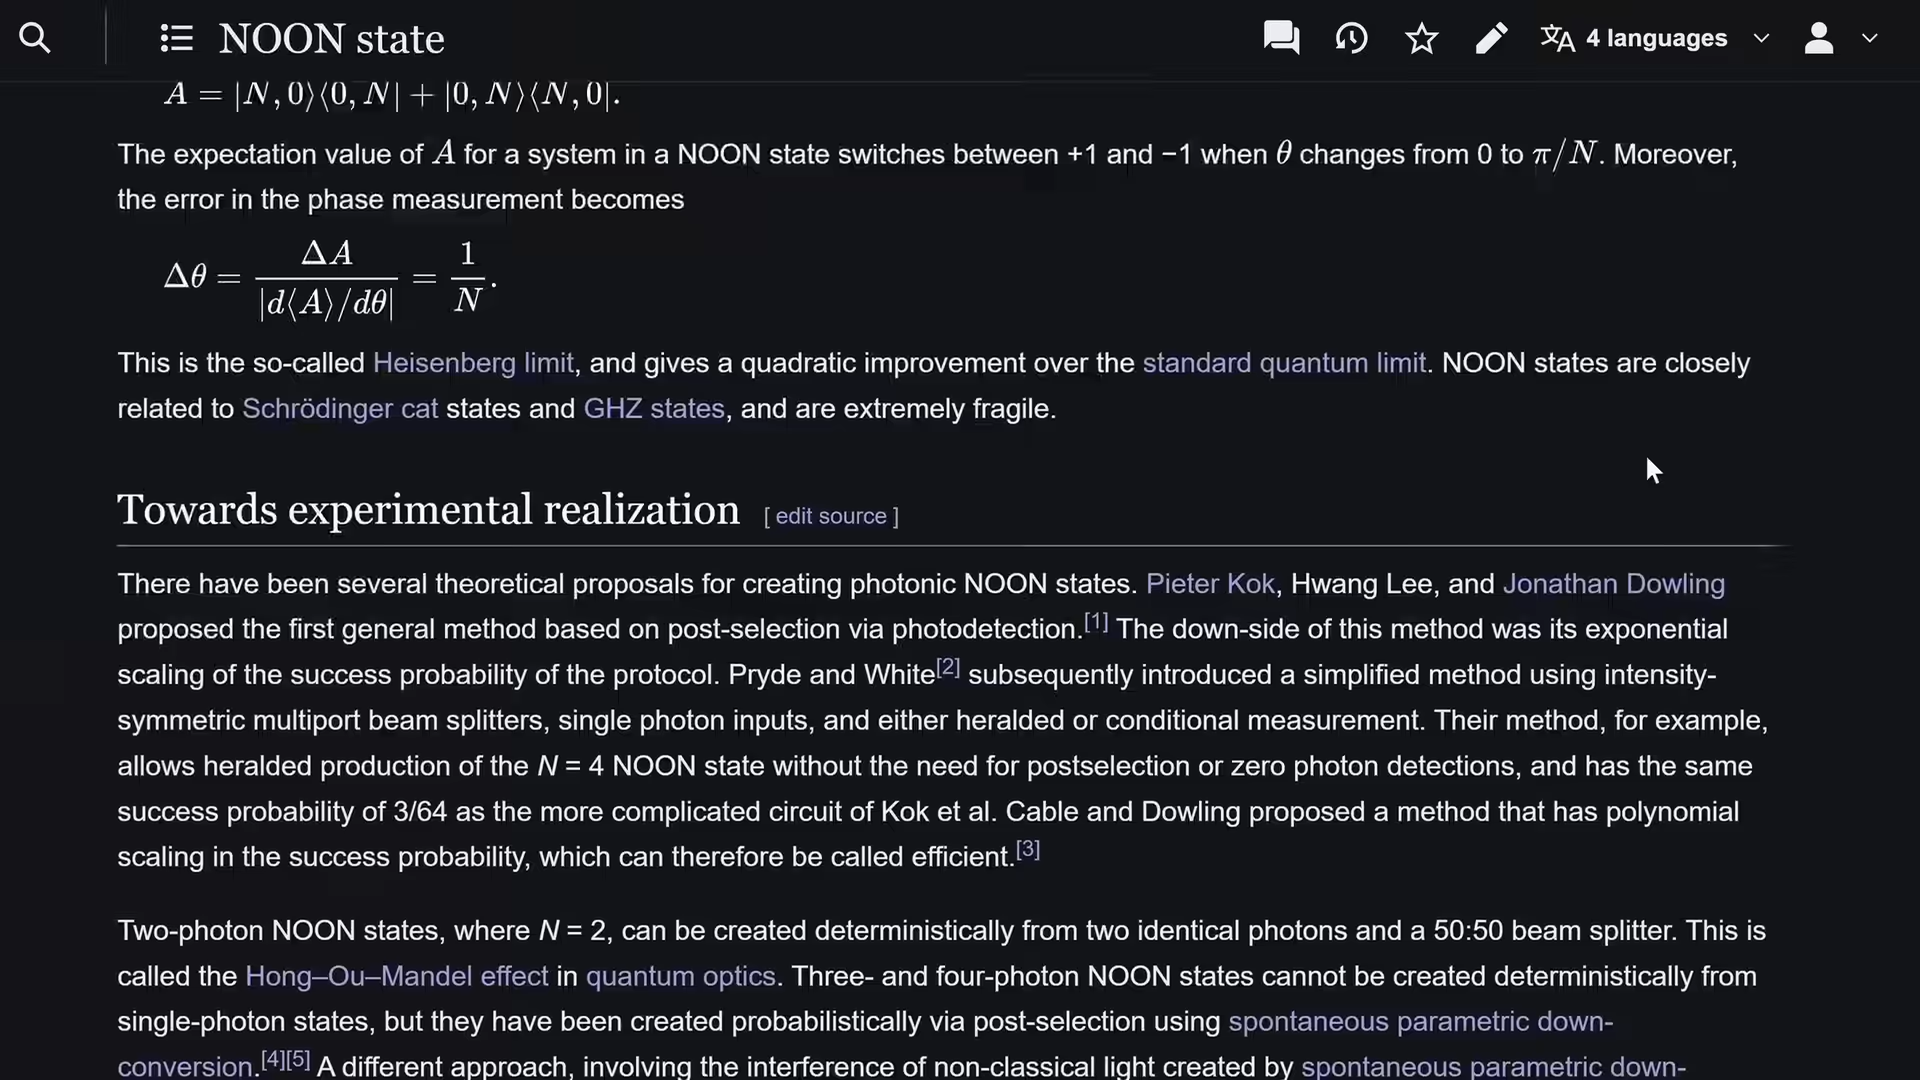 NOON state
4 languages
A = |N, 0⟩⟨0, N| + |0, N⟩⟨N, 0|.
The expectation value of A for a system in a NOON state switches between +1 and −1 when θ changes from 0 to π/N. Moreover,
the error in the phase measurement becomes
Δθ = ΔA / |d⟨A⟩/dθ| = 1/N.
This is the so-called Heisenberg limit, and gives a quadratic improvement over the standard quantum limit. NOON states are closely
related to Schrödinger cat states and GHZ states, and are extremely fragile.
Towards experimental realization [ edit source ]
There have been several theoretical proposals for creating photonic NOON states. Pieter Kok, Hwang Lee, and Jonathan Dowling
proposed the first general method based on post-selection via photodetection.[1] The down-side of this method was its exponential
scaling of the success probability of the protocol. Pryde and White[2] subsequently introduced a simplified method using intensity-
symmetric multiport beam splitters, single photon inputs, and either heralded or conditional measurement. Their method, for example,
allows heralded production of the N = 4 NOON state without the need for postselection or zero photon detections, and has the same
success probability of 3/64 as the more complicated circuit of Kok et al. Cable and Dowling proposed a method that has polynomial
scaling in the success probability, which can therefore be called efficient.[3]
Two-photon NOON states, where N = 2, can be created deterministically from two identical photons and a 50:50 beam splitter. This is
called the Hong–Ou–Mandel effect in quantum optics. Three- and four-photon NOON states cannot be created deterministically from
single-photon states, but they have been created probabilistically via post-selection using spontaneous parametric down-
conversion.[4][5] A different approach, involving the interference of non-classical light created by spontaneous parametric down-